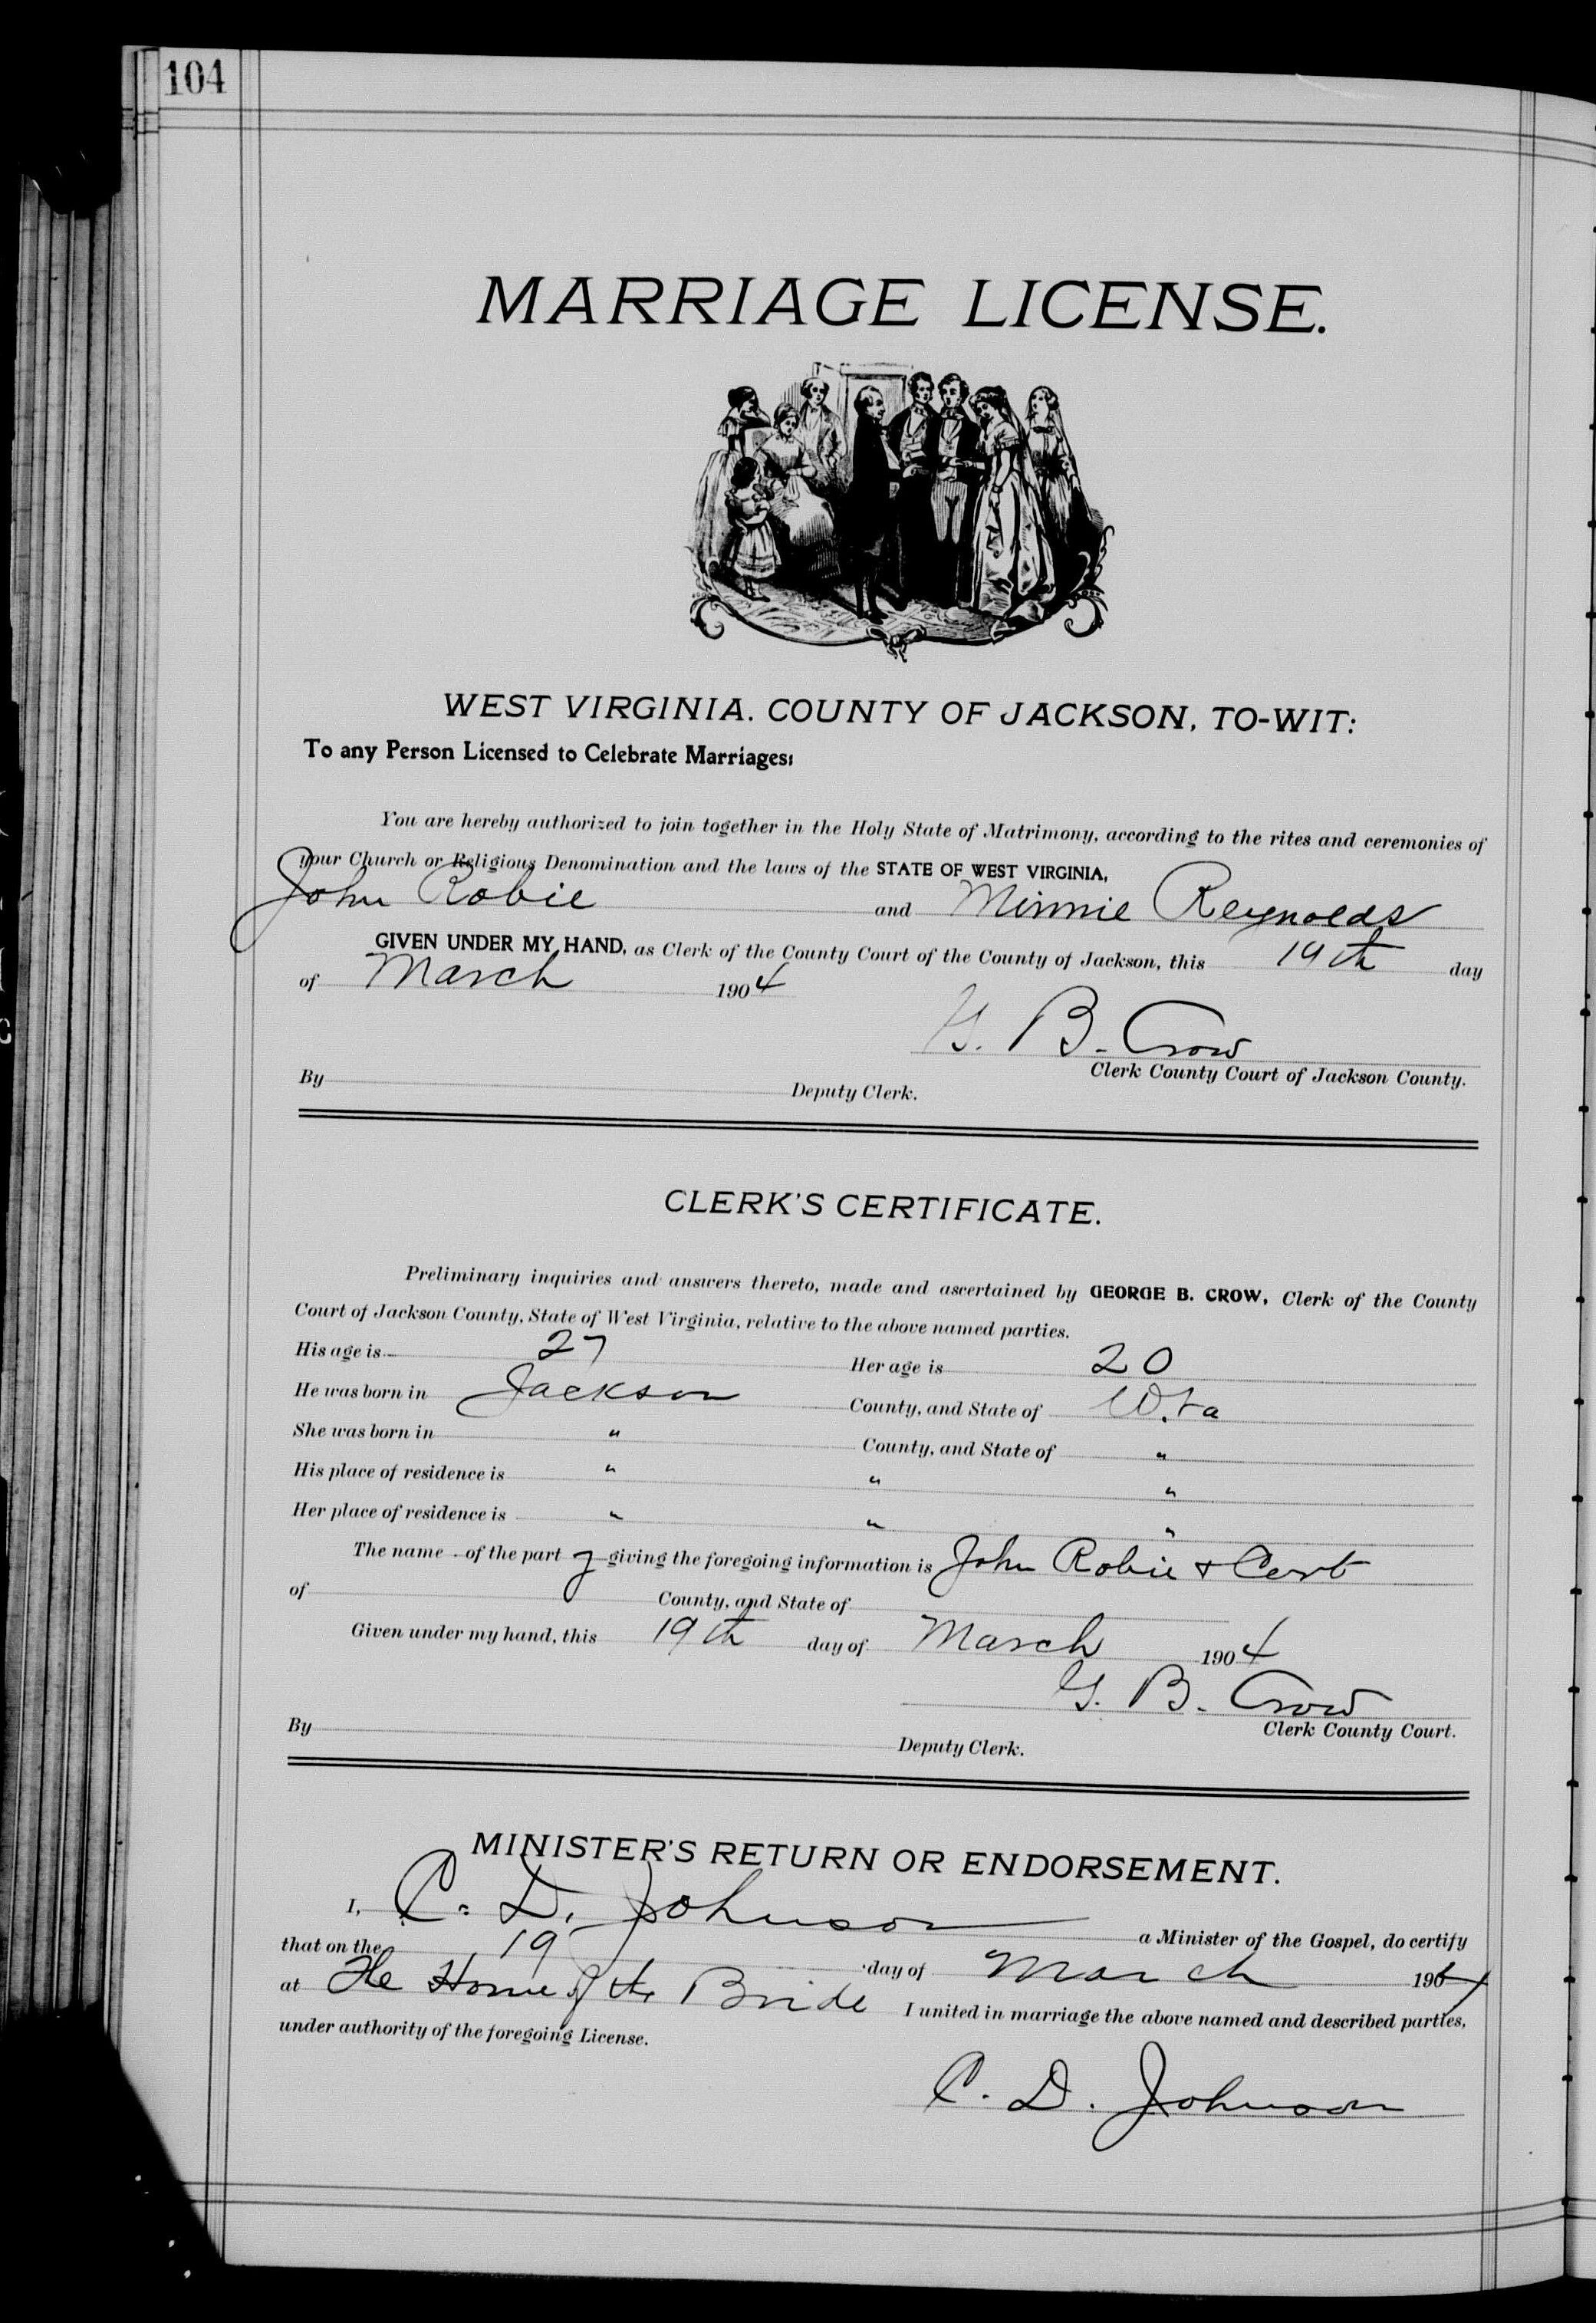 104
MARRIAGE LICENSE.
WEST VIRGINIA. COUNTY OF JACKSON, TO-WIT:
To any Person Licensed to Celebrate Marriages:
You are hereby authorized to join together in the Holy State of Matrimony, according to the rites and ceremonies of
your Church or Religious Denomination and the laws of the STATE OF WEST VIRGINIA,
John Robie and Minnie Reynolds
GIVEN UNDER MY HAND, as Clerk of the County Court of the County of Jackson, this 19th day
of March 1904
G. B. Crow
Clerk County Court of Jackson County.
By Deputy Clerk.
CLERK'S CERTIFICATE.
Preliminary inquiries and answers thereto, made and ascertained by GEORGE B. CROW, Clerk of the County
Court of Jackson County, State of West Virginia, relative to the above named parties.
His age is 27 Her age is 20
He was born in Jackson County, and State of W. Va
She was born in " County, and State of "
His place of residence is " " "
Her place of residence is " " "
The name of the party giving the foregoing information is John Robie & Cert
of County, and State of
Given under my hand, this 19th day of March 1904
G. B. Crow
Clerk County Court.
By Deputy Clerk.
MINISTER'S RETURN OR ENDORSEMENT.
I, C. D. Johnson a Minister of the Gospel, do certify
that on the 19 day of March 1904
at the Home of the Bride I united in marriage the above named and described parties,
under authority of the foregoing License.
C. D. Johnson